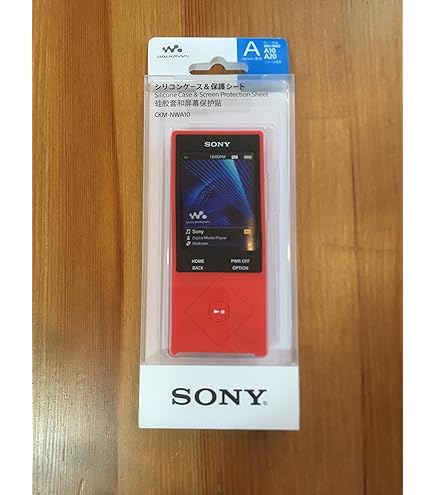 WALKMAN
A
A10
A20
シリコンケース＆保護シート
Silicone Case & Screen Protection Sheet
硅胶套和屏幕保护贴
CKM-NWA10
SONY
12:00PM
WALKMAN
Sony
Digital Media Player
Walkman
HOME
PWR OFF
BACK
OPTION
SONY